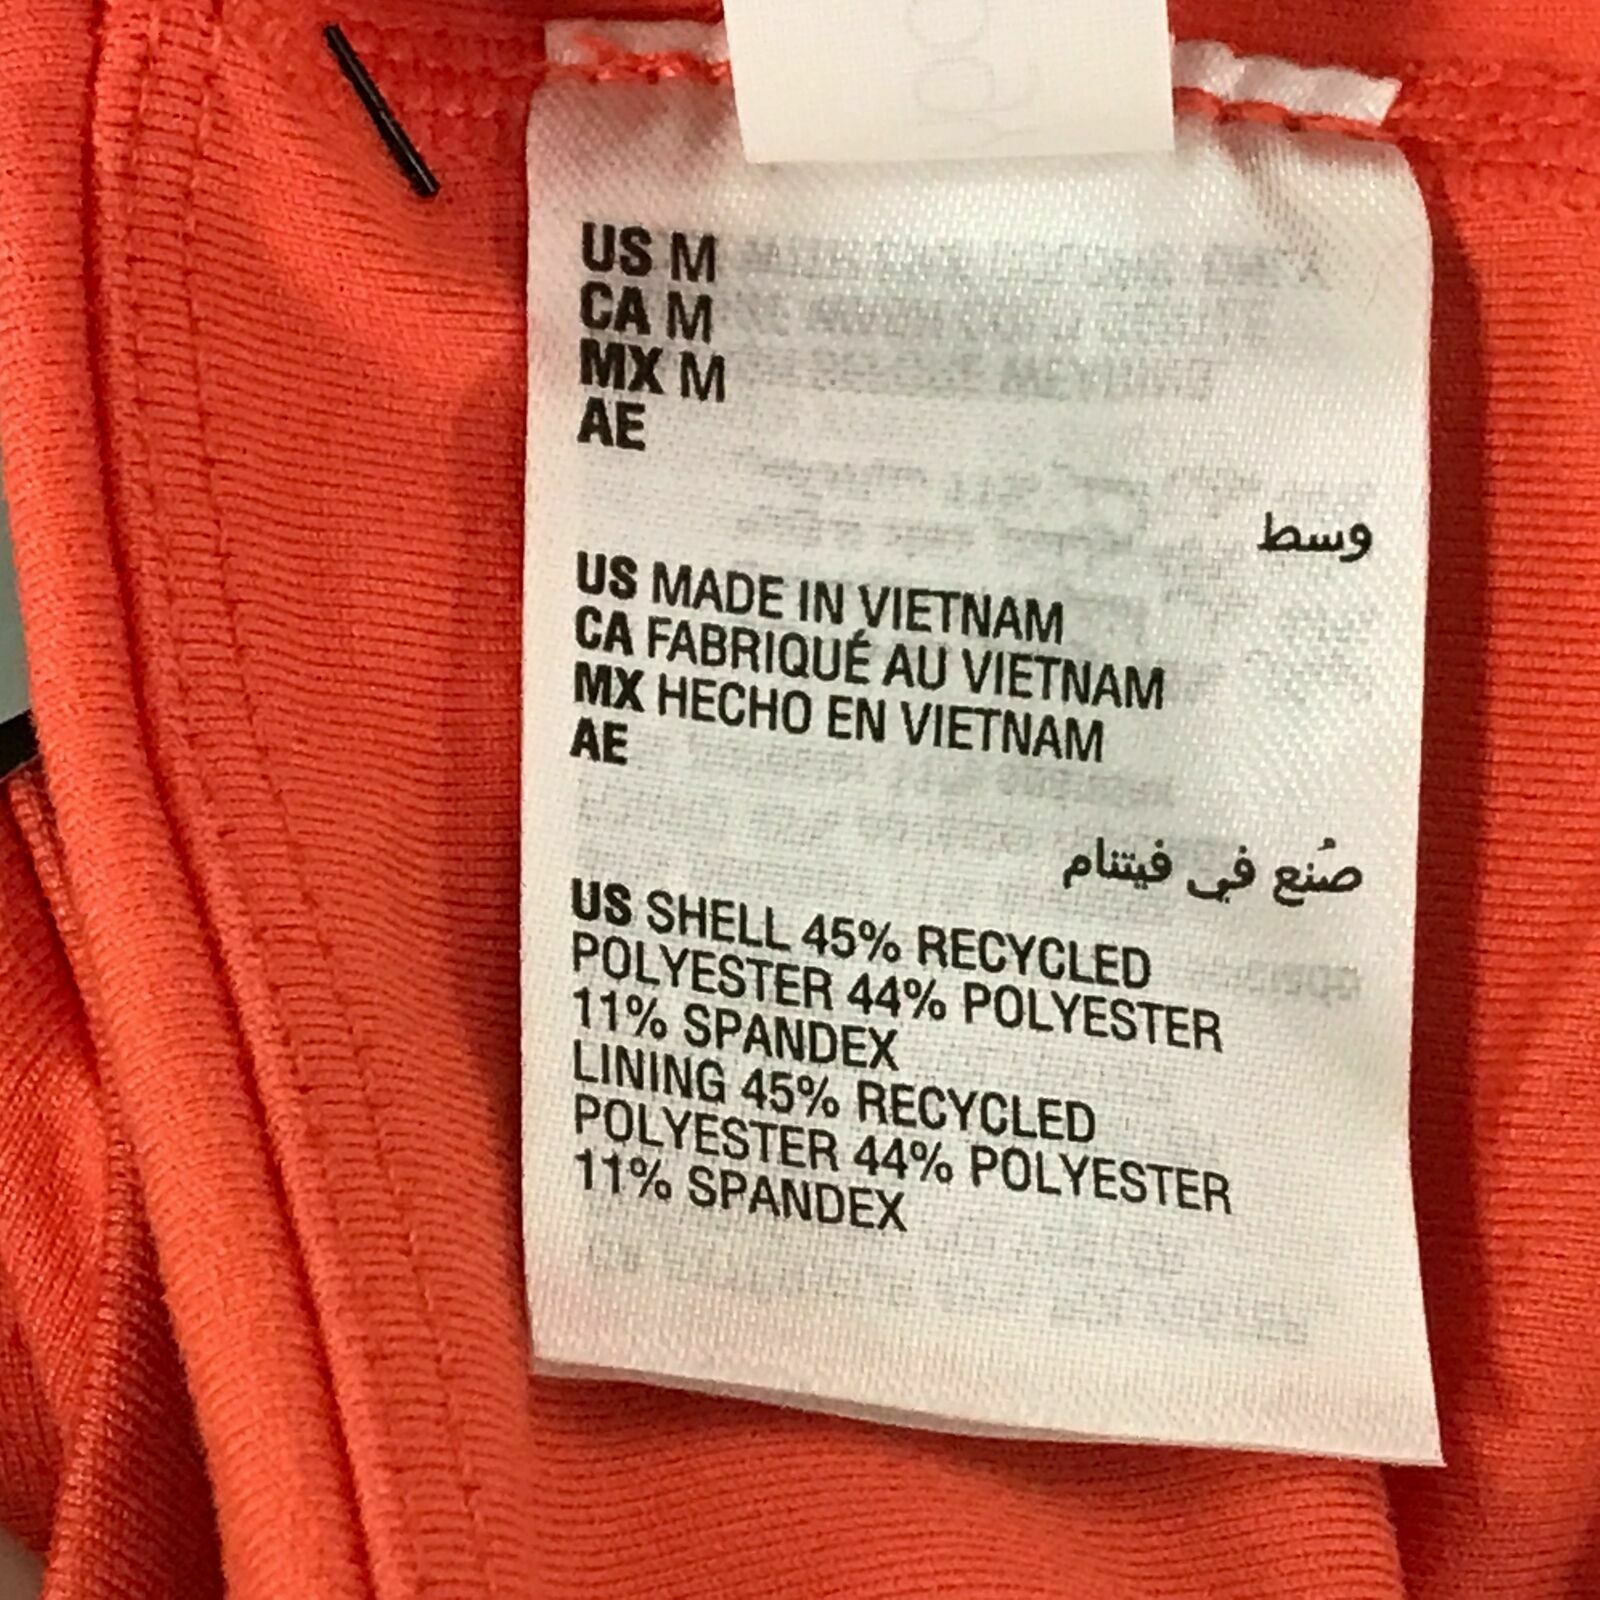 US M
CA M
MX M
AE
وسط
US MADE IN VIETNAM
CA FABRIQUÉ AU VIETNAM
MX HECHO EN VIETNAM
AE
صُنع في فيتنام
US SHELL 45% RECYCLED
POLYESTER 44% POLYESTER
11% SPANDEX
LINING 45% RECYCLED
POLYESTER 44% POLYESTER
11% SPANDEX